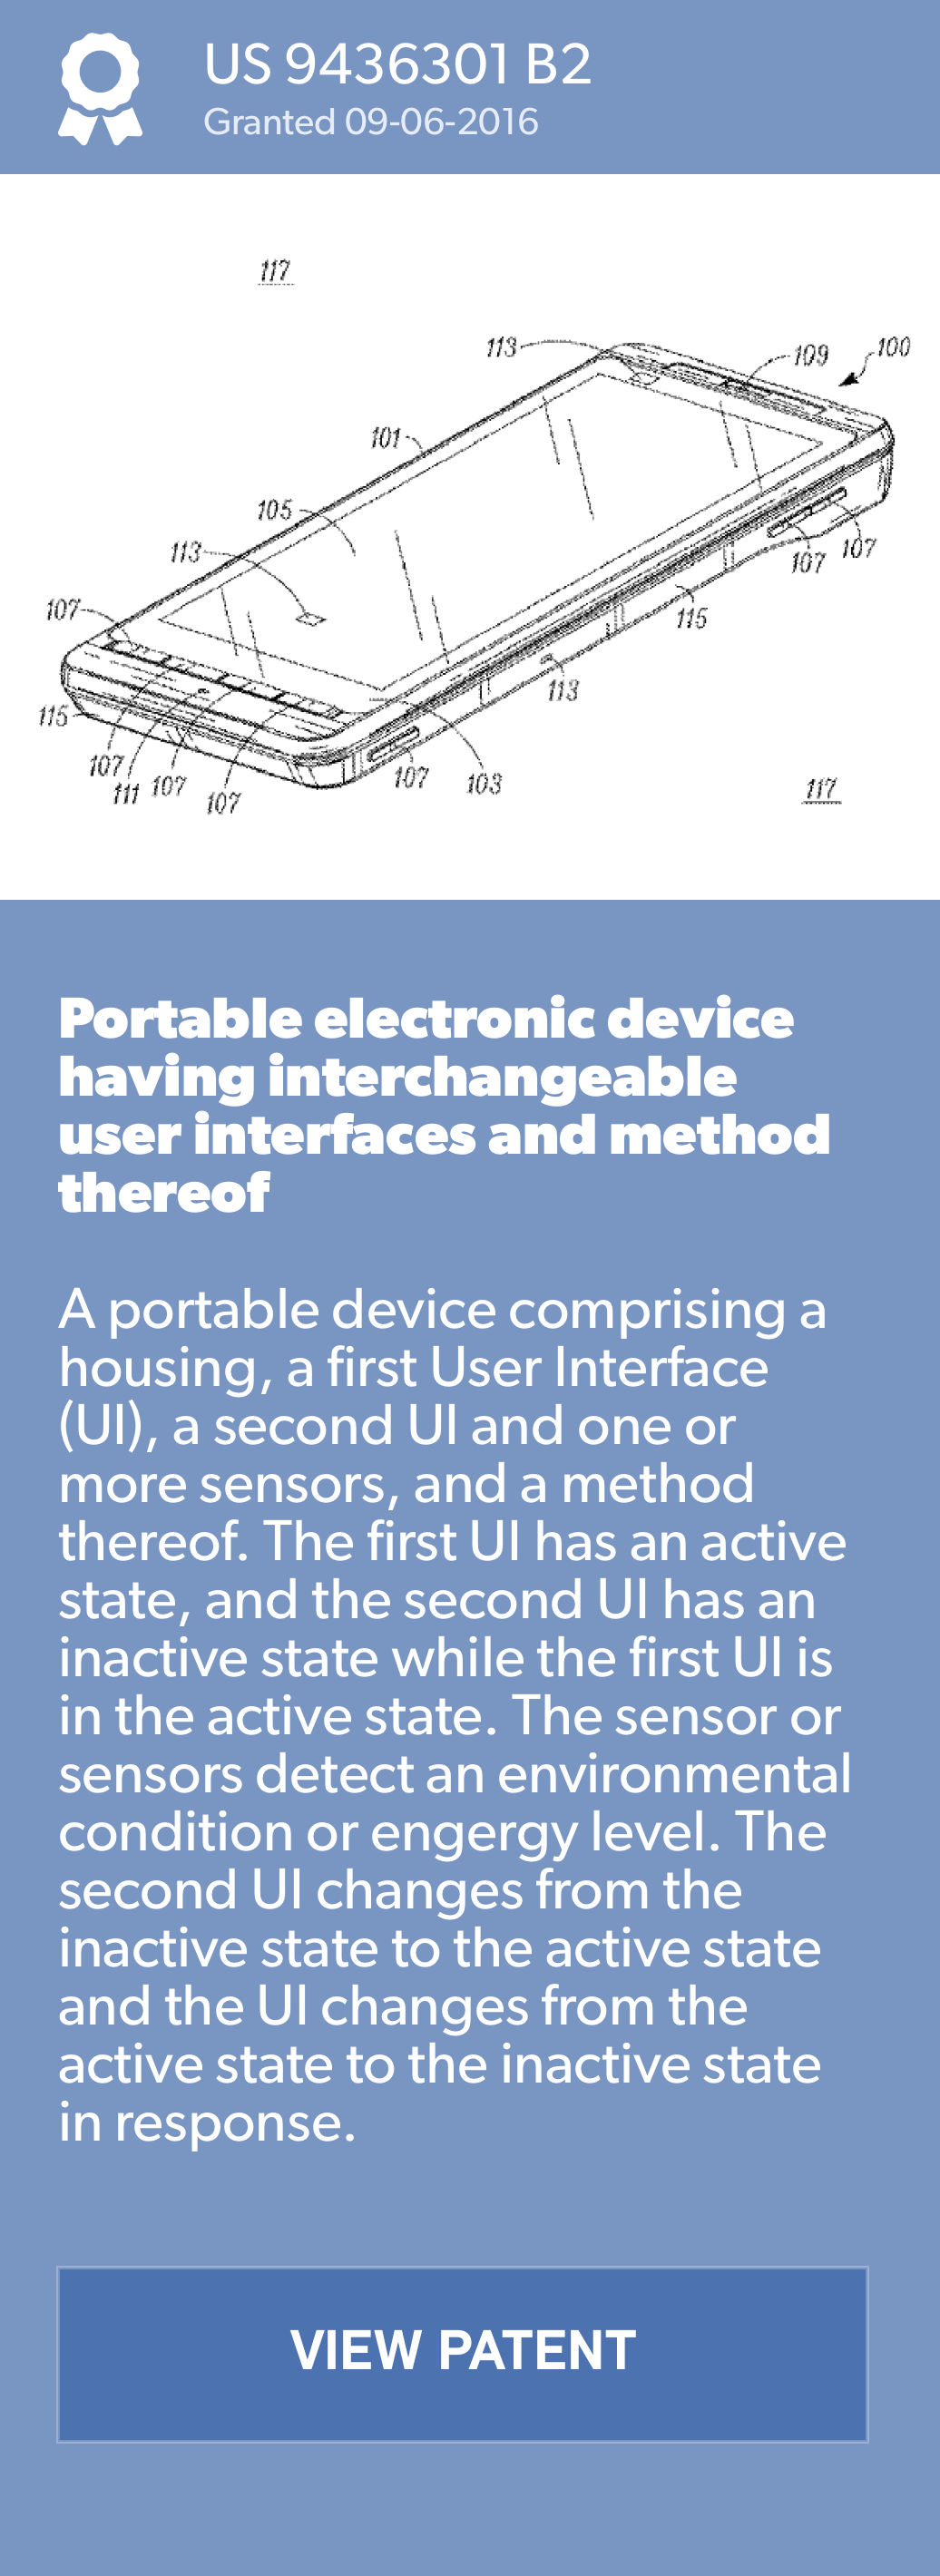 US 9436301 B2
Granted 09-06-2016
117
113
109
100
101
105
113
107
107
107
115
113
115
107
111
107
107
107
103
117
Portable electronic device
having interchangeable
user interfaces and method
thereof
A portable device comprising a
housing, a first User Interface
(UI), a second UI and one or
more sensors, and a method
thereof. The first UI has an active
state, and the second UI has an
inactive state while the first UI is
in the active state. The sensor or
sensors detect an environmental
condition or engergy level. The
second UI changes from the
inactive state to the active state
and the UI changes from the
active state to the inactive state
in response.
VIEW PATENT